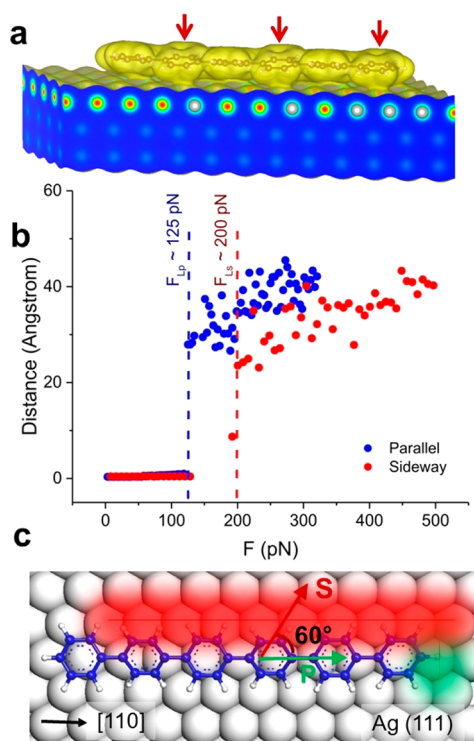 a
b
60
40
20
0
Distance (Angstrom)
F_Lp ~ 125 pN
F_Ls ~ 200 pN
Parallel
Sideway
0 100 200 300 400 500
F (pN)
c
S
60°
P
[110]
Ag (111)